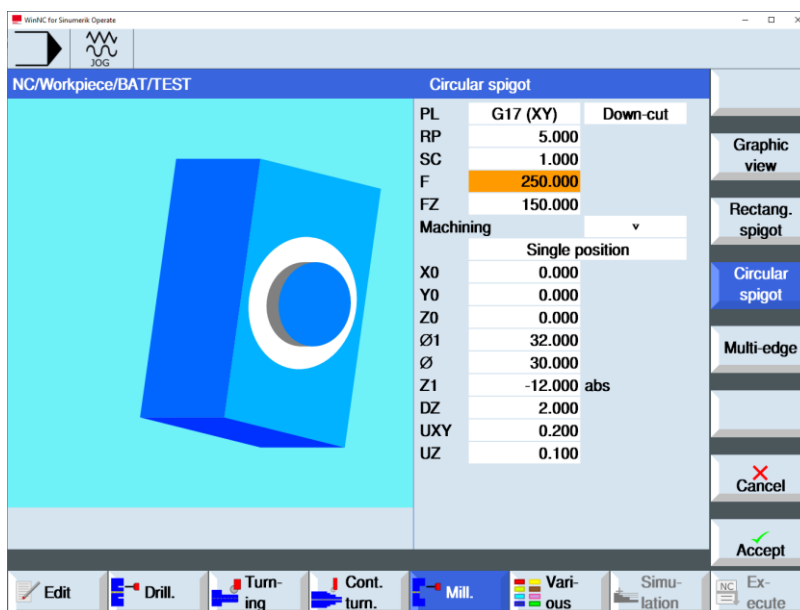 WinNC for Sinumerik Operate
JOG
NC/Workpiece/BAT/TEST
Circular spigot
PL G17 (XY) Down-cut
RP 5.000
SC 1.000
F 250.000
FZ 150.000
Machining v
Single position
X0 0.000
Y0 0.000
Z0 0.000
Ø1 32.000
Ø 30.000
Z1 -12.000 abs
DZ 2.000
UXY 0.200
UZ 0.100
Graphic
view
Rectang.
spigot
Circular
spigot
Multi-edge
Cancel
Accept
Edit
Drill.
Turn-
ing
Cont.
turn.
Mill.
Vari-
ous
Simu-
lation
NC
Ex-
ecute